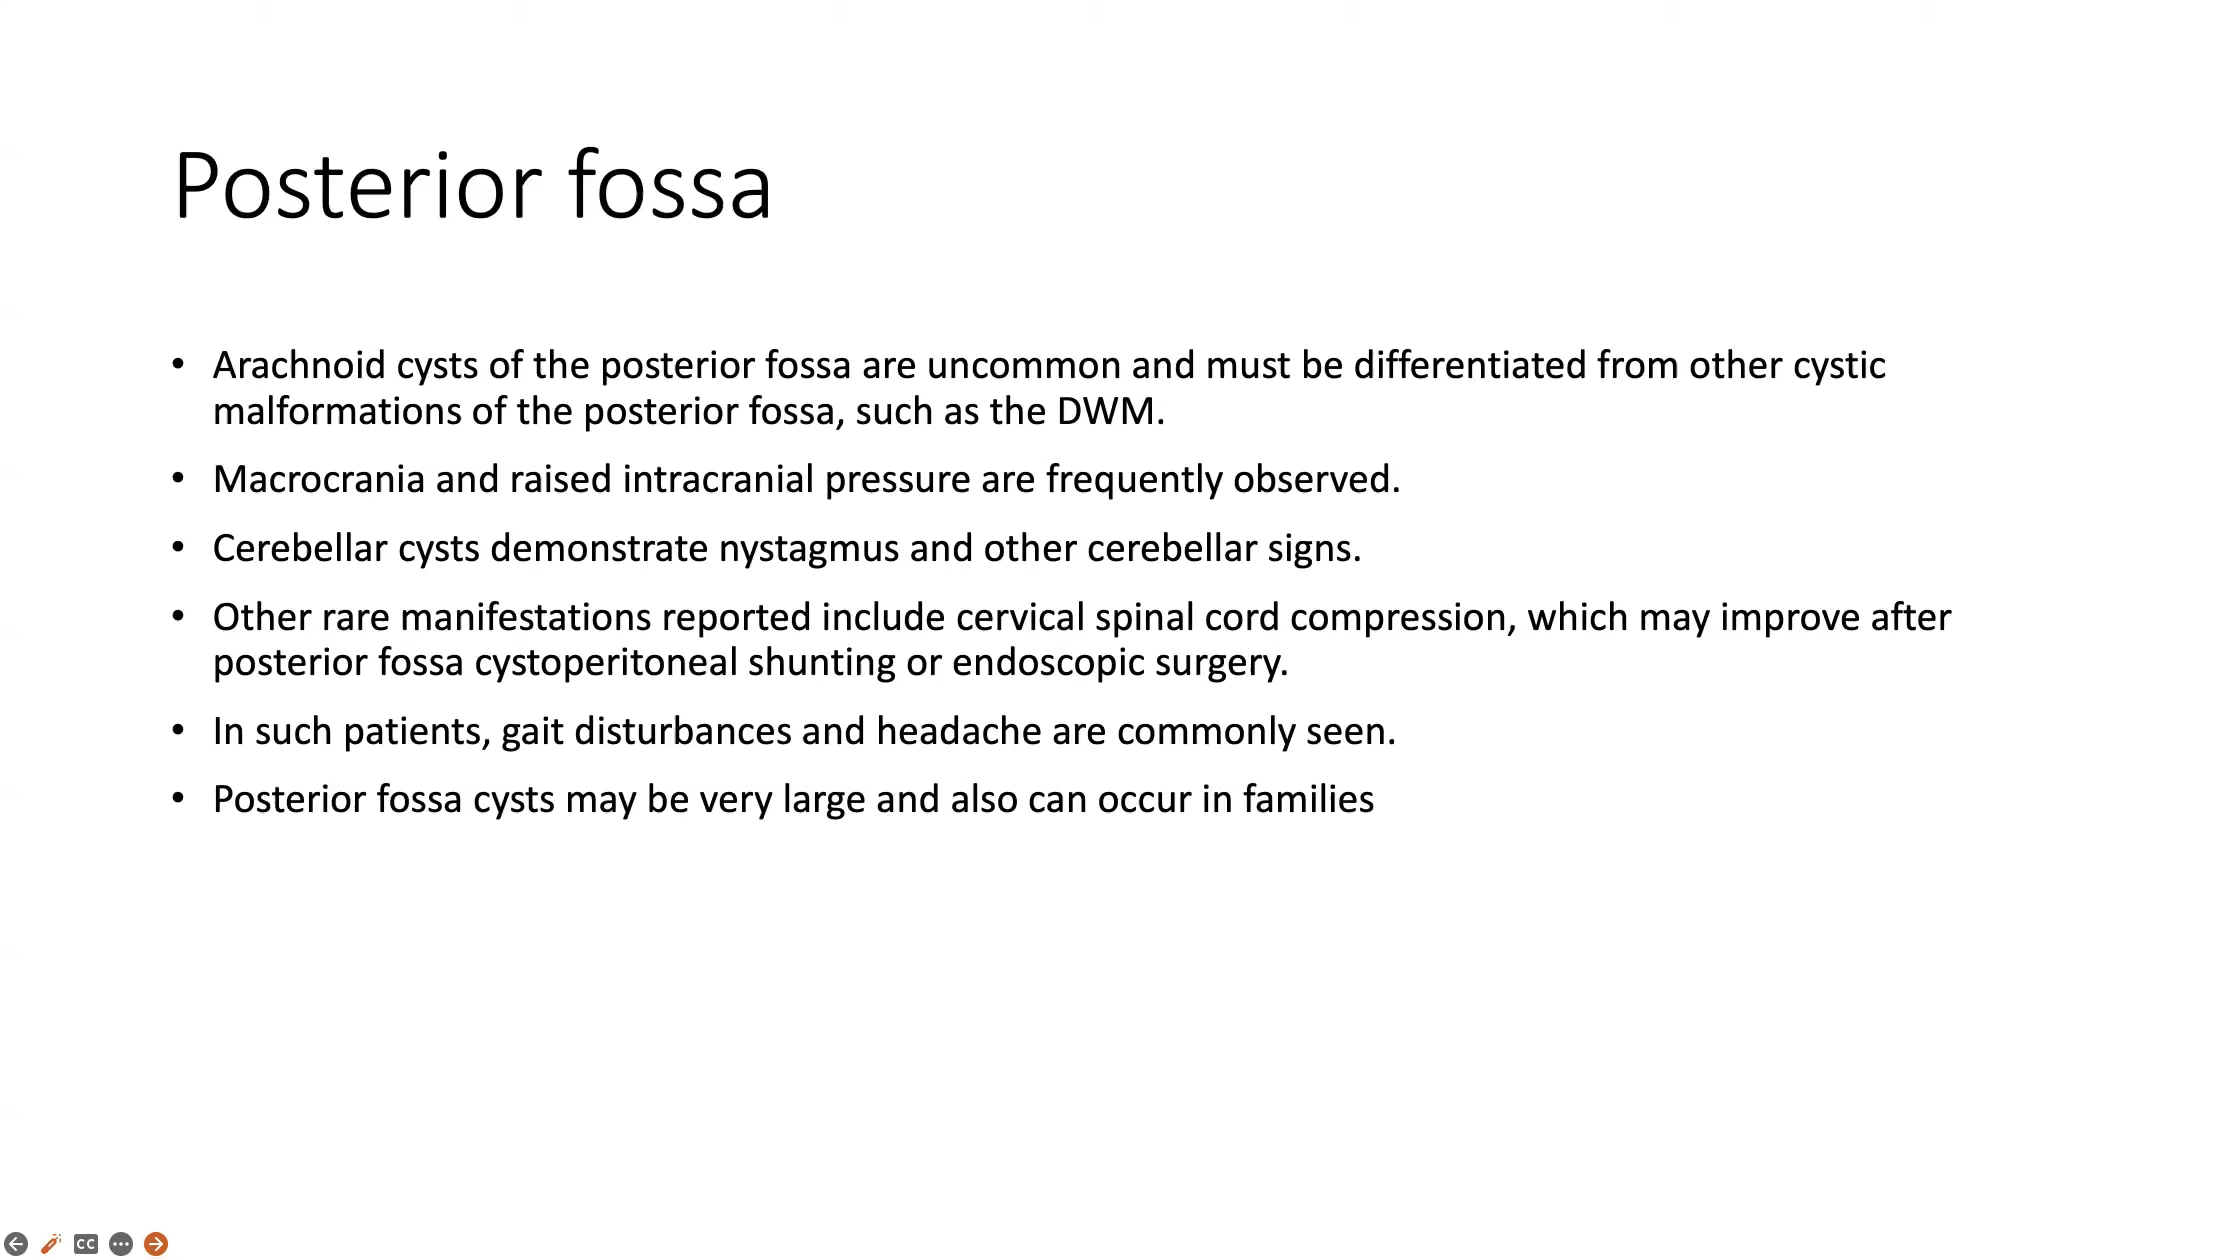 Posterior fossa
• Arachnoid cysts of the posterior fossa are uncommon and must be differentiated from other cystic
malformations of the posterior fossa, such as the DWM.
• Macrocrania and raised intracranial pressure are frequently observed.
• Cerebellar cysts demonstrate nystagmus and other cerebellar signs.
• Other rare manifestations reported include cervical spinal cord compression, which may improve after
posterior fossa cystoperitoneal shunting or endoscopic surgery.
• In such patients, gait disturbances and headache are commonly seen.
• Posterior fossa cysts may be very large and also can occur in families
CC